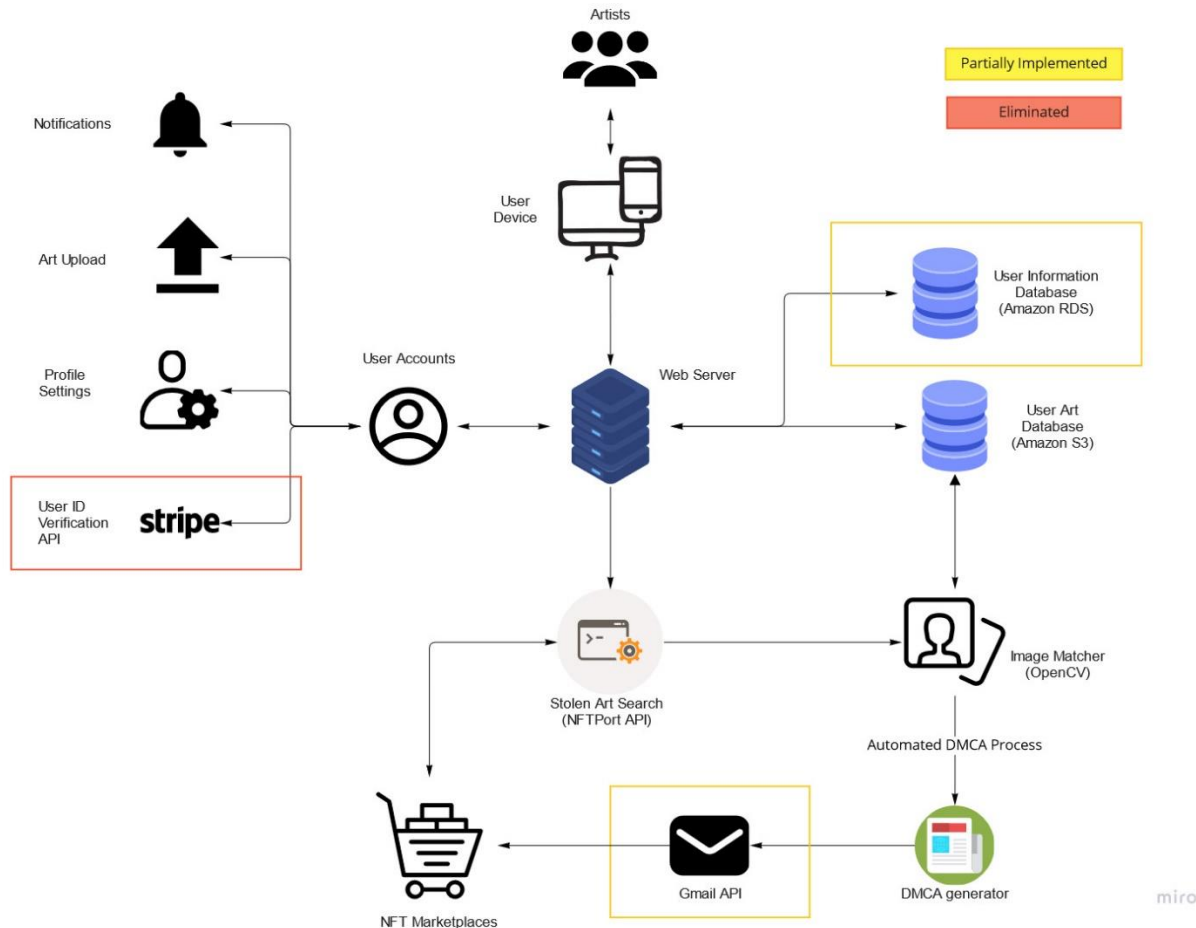 Artists
Partially Implemented
Eliminated
Notifications
User
Device
Art Upload
User Information
Database
(Amazon RDS)
Profile
Settings
User Accounts
Web Server
User Art
Database
(Amazon S3)
User ID
Verification
API
stripe
Stolen Art Search
(NFTPort API)
Image Matcher
(OpenCV)
Automated DMCA Process
Gmail API
DMCA generator
NFT Marketplaces
miro